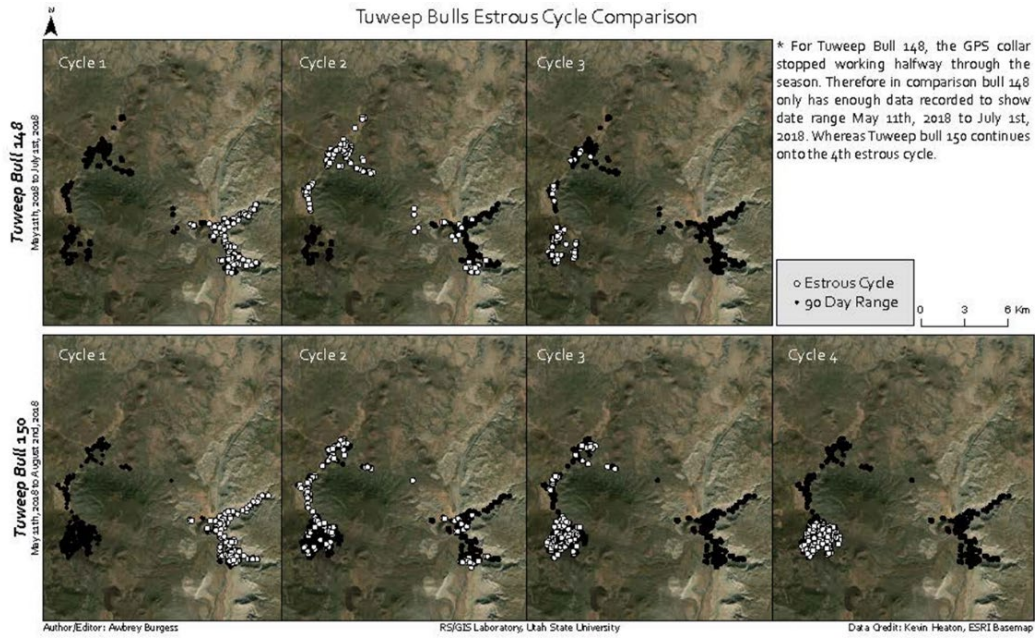 Tuweep Bulls Estrous Cycle Comparison
N
Tuweep Bull 148
May 11th, 2018 to July 1st, 2018
Cycle 1
Cycle 2
Cycle 3
* For Tuweep Bull 148, the GPS collar
stopped working halfway through the
season. Therefore in comparison bull 148
only has enough data recorded to show
date range May 11th, 2018 to July 1st,
2018. Whereas Tuweep bull 150 continues
onto the 4th estrous cycle.
Estrous Cycle
90 Day Range
0 3 6 Km
Tuweep Bull 150
May 11th, 2018 to August 2nd, 2018
Cycle 1
Cycle 2
Cycle 3
Cycle 4
Author/Editor: Awbrey Burgess
RS/GIS Laboratory, Utah State University
Data Credit: Kevin Heaton, ESRI Basemap